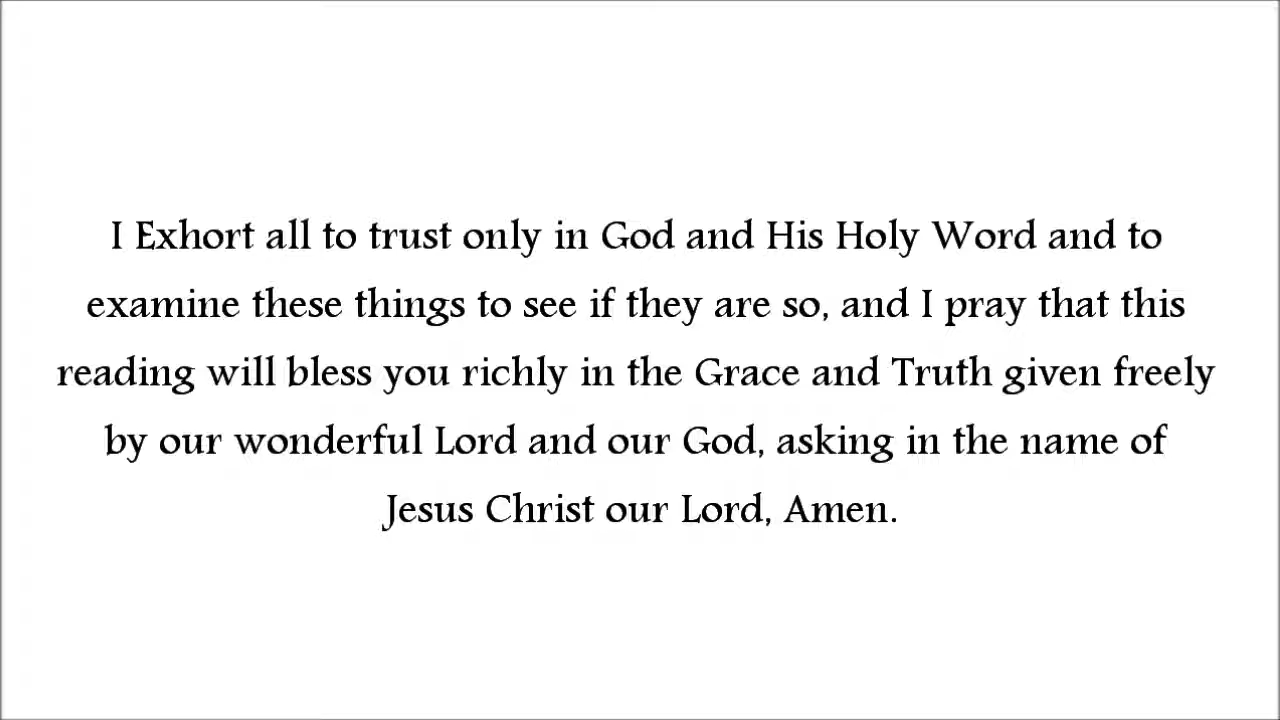 I Exhort all to trust only in God and His Holy Word and to
examine these things to see if they are so, and I pray that this
reading will bless you richly in the Grace and Truth given freely
by our wonderful Lord and our God, asking in the name of
Jesus Christ our Lord, Amen.